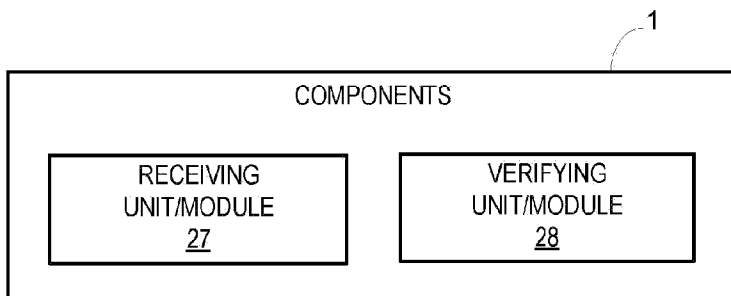 1
COMPONENTS
RECEIVING
UNIT/MODULE
27
VERIFYING
UNIT/MODULE
28